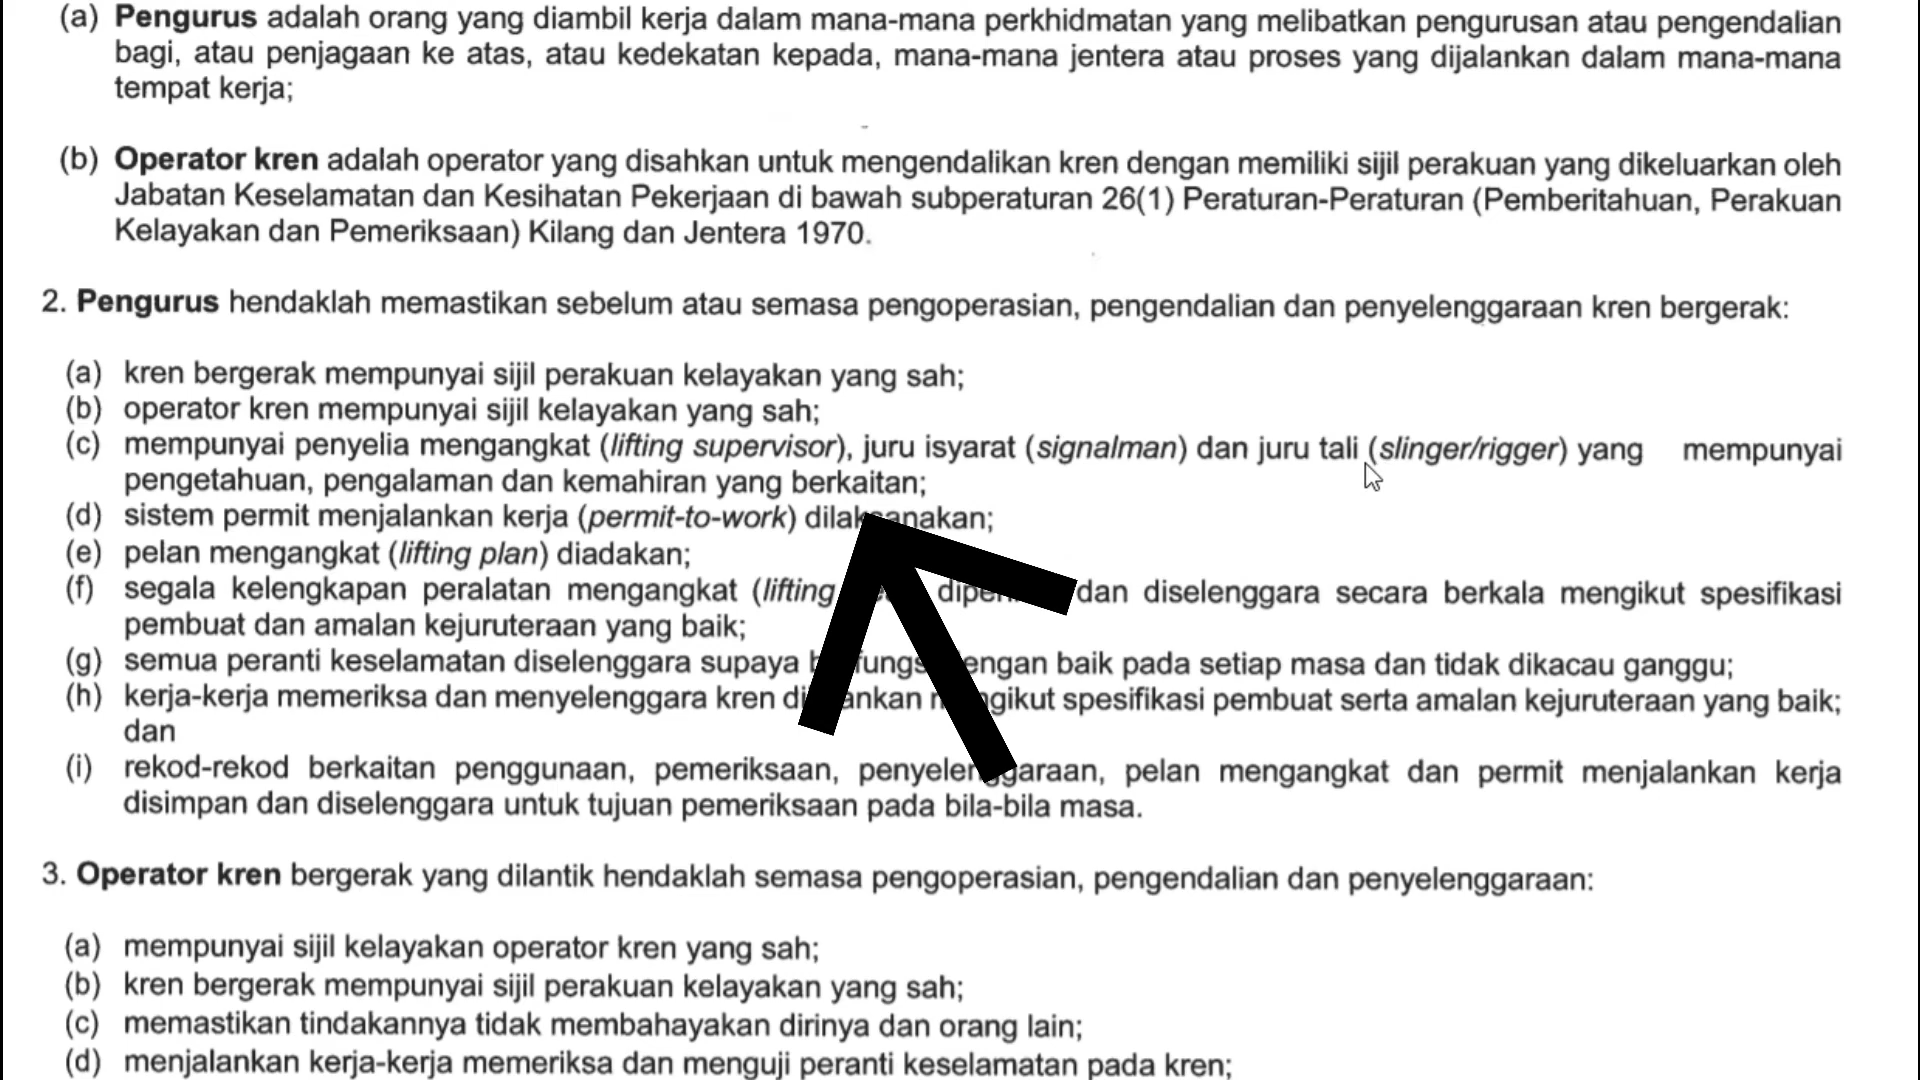 (a) Pengurus adalah orang yang diambil kerja dalam mana-mana perkhidmatan yang melibatkan pengurusan atau pengendalian
bagi, atau penjagaan ke atas, atau kedekatan kepada, mana-mana jentera atau proses yang dijalankan dalam mana-mana
tempat kerja;
(b) Operator kren adalah operator yang disahkan untuk mengendalikan kren dengan memiliki sijil perakuan yang dikeluarkan oleh
Jabatan Keselamatan dan Kesihatan Pekerjaan di bawah subperaturan 26(1) Peraturan-Peraturan (Pemberitahuan, Perakuan
Kelayakan dan Pemeriksaan) Kilang dan Jentera 1970.
2. Pengurus hendaklah memastikan sebelum atau semasa pengoperasian, pengendalian dan penyelenggaraan kren bergerak:
(a) kren bergerak mempunyai sijil perakuan kelayakan yang sah;
(b) operator kren mempunyai sijil kelayakan yang sah;
(c) mempunyai penyelia mengangkat (lifting supervisor), juru isyarat (signalman) dan juru tali (slinger/rigger) yang mempunyai
pengetahuan, pengalaman dan kemahiran yang berkaitan;
(d) sistem permit menjalankan kerja (permit-to-work) dilaksanakan;
(e) pelan mengangkat (lifting plan) diadakan;
(f) segala kelengkapan peralatan mengangkat (lifting dan diselenggara secara berkala mengikut spesifikasi
pembuat dan amalan kejuruteraan yang baik;
(g) semua peranti keselamatan diselenggara supaya dengan baik pada setiap masa dan tidak dikacau ganggu;
(h) kerja-kerja memeriksa dan menyelenggara kren dijalankan mengikut spesifikasi pembuat serta amalan kejuruteraan yang baik;
dan
(i) rekod-rekod berkaitan penggunaan, pemeriksaan, penyelenggaraan, pelan mengangkat dan permit menjalankan kerja
disimpan dan diselenggara untuk tujuan pemeriksaan pada bila-bila masa.
3. Operator kren bergerak yang dilantik hendaklah semasa pengoperasian, pengendalian dan penyelenggaraan:
(a) mempunyai sijil kelayakan operator kren yang sah;
(b) kren bergerak mempunyai sijil perakuan kelayakan yang sah;
(c) memastikan tindakannya tidak membahayakan dirinya dan orang lain;
(d) menjalankan kerja-kerja memeriksa dan menguji peranti keselamatan pada kren;